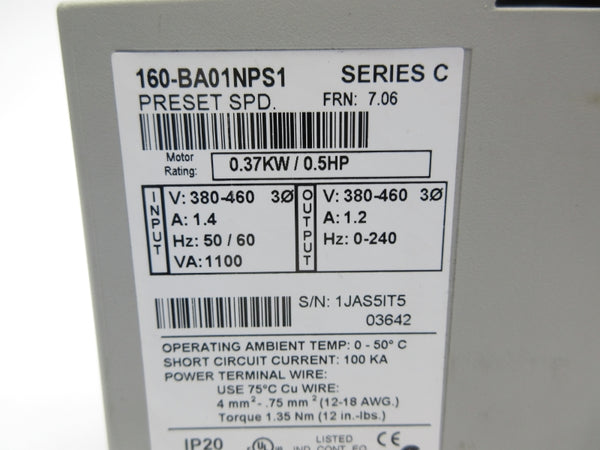 160-BA01NPS1 SERIES C
PRESET SPD. FRN: 7.06
Motor Rating: 0.37KW / 0.5HP
INPUT
V: 380-460 3Ø
A: 1.4
Hz: 50 / 60
VA: 1100
OUTPUT
V: 380-460 3Ø
A: 1.2
Hz: 0-240
S/N: 1JAS5IT5
03642
OPERATING AMBIENT TEMP: 0 - 50° C
SHORT CIRCUIT CURRENT: 100 KA
POWER TERMINAL WIRE:
USE 75°C Cu WIRE:
4 mm²- .75 mm² (12-18 AWG.)
Torque 1.35 Nm (12 in.-lbs.)
IP20 UL LISTED CE
IND. CONT. EQ.